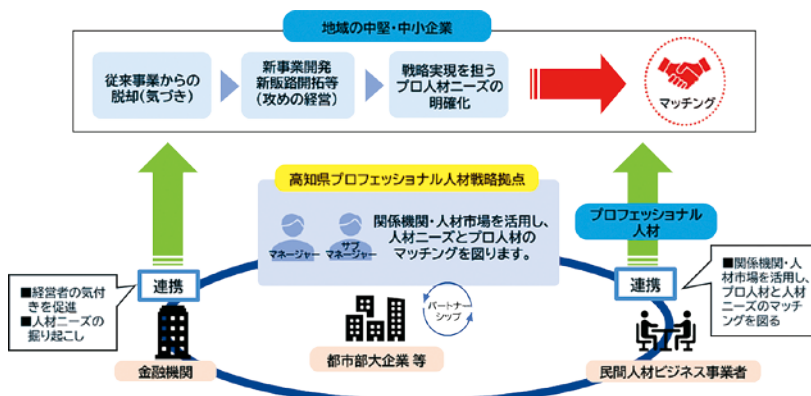 地域の中堅・中小企業
従来事業からの
脱却(気づき)
新事業開発
新販路開拓等
(攻めの経営)
戦略実現を担う
プロ人材ニーズの
明確化
マッチング
高知県プロフェッショナル人材戦略拠点
マネージャー
サブ
マネージャー
関係機関・人材市場を活用し、
人材ニーズとプロ人材の
マッチングを図ります。
プロフェッショナル
人材
連携
■経営者の気付
きを促進
■人材ニーズの
掘り起こし
金融機関
パートナー
シップ
都市部大企業 等
連携
■関係機関・人
材市場を活用し、
プロ人材と人材
ニーズのマッチ
ングを図る
民間人材ビジネス事業者